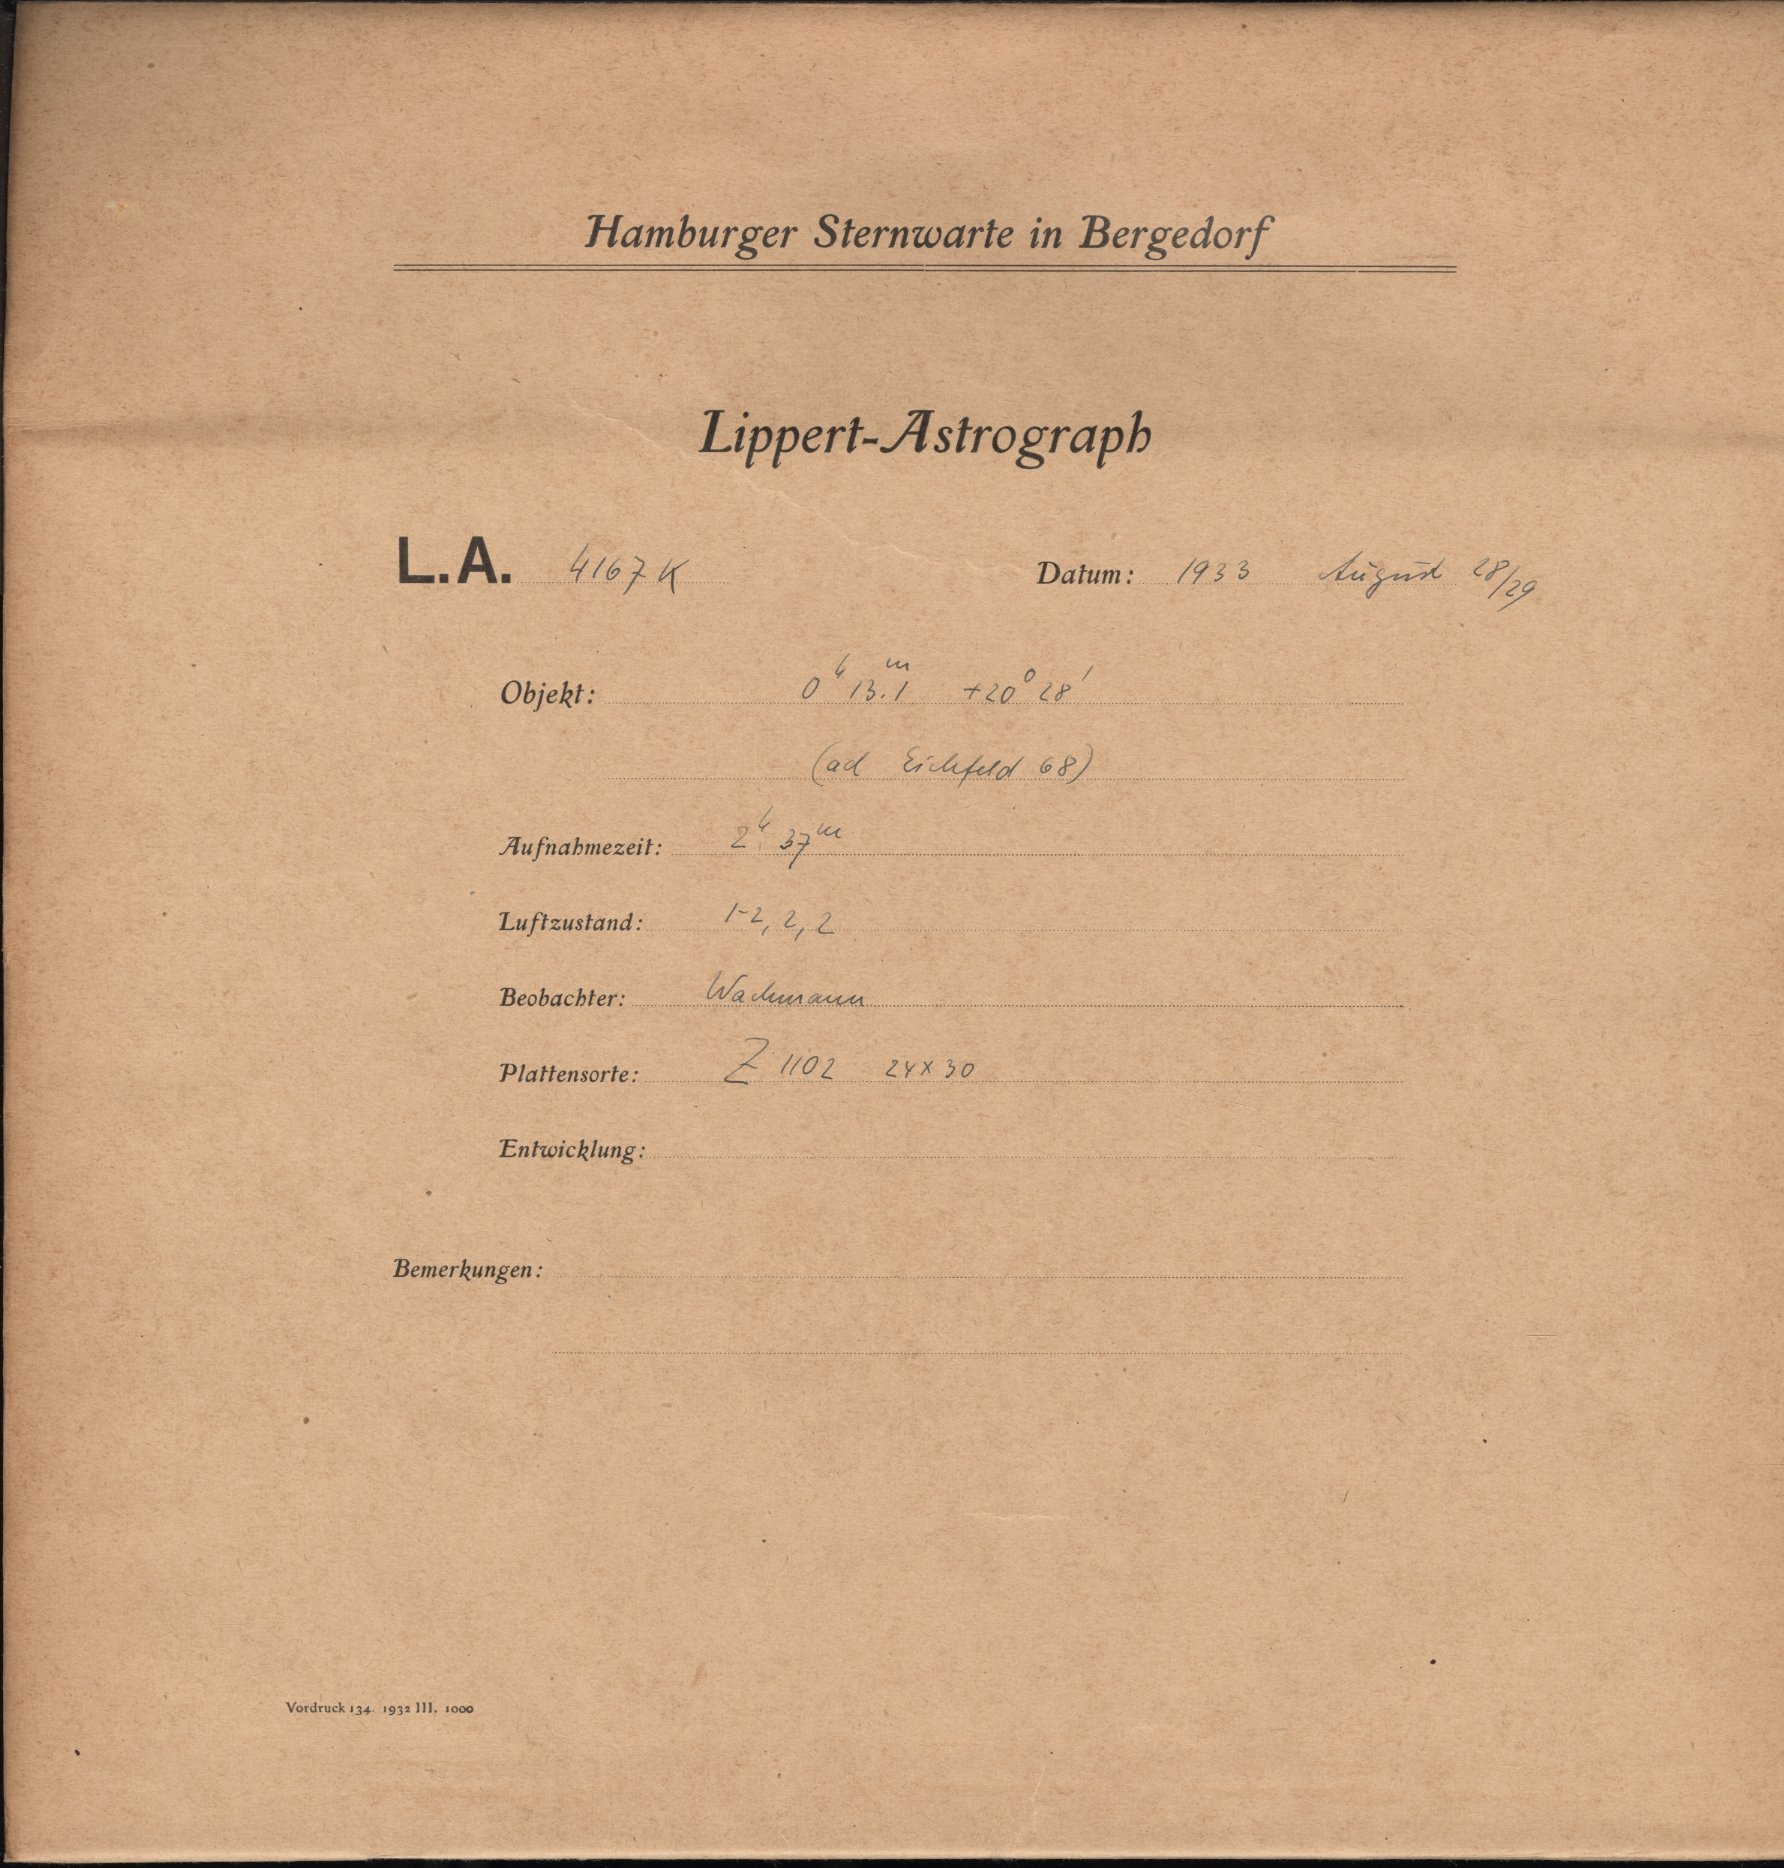 Hamburger Sternwarte in Bergedorf
Lippert-Astrograph
L.A. 4167 K Datum: 1933 August 28/29
Objekt: 0ʰ 13.1ᵐ +20° 28'
(ad Eichfeld 68)
Aufnahmezeit: 2ʰ 37ᵐ
Luftzustand: 1-2, 2, 2
Beobachter: Wachmann
Plattensorte: Z 1102 24x30
Entwicklung:
Bemerkungen:
Vordruck 134. 1932 III. 1000